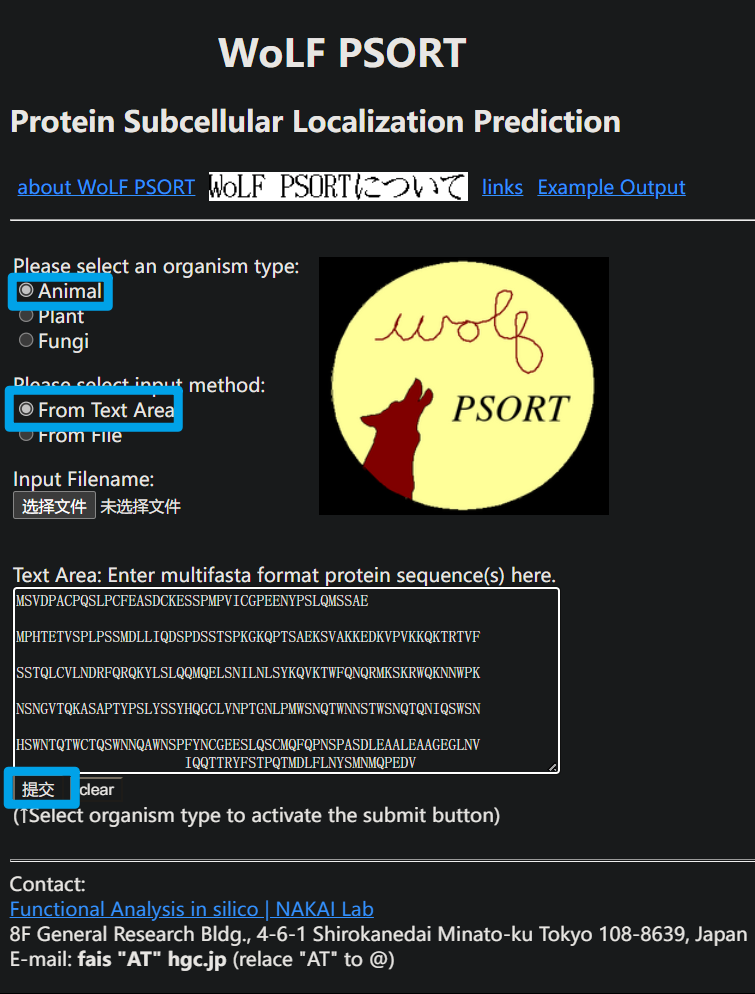 WoLF PSORT
Protein Subcellular Localization Prediction
about WoLF PSORT WoLF PSORTについて links Example Output
Please select an organism type:
Animal
Plant
Fungi
Please select input method:
From Text Area
From File
Input Filename:
选择文件 未选择文件
wolf
PSORT
Text Area: Enter multifasta format protein sequence(s) here.
MSVDPACPQSLPCFEASDCKESSPMPVICGPEENYPSLQMSSAE
MPHTETVSPLPSSMDLLIQDSPDSSTSPKGKQPTSAEKSVAKKEDKVPVKKQKTRTVF
SSTQLCVLNDRFQRQKYLSLQQMQELSNILNLSYKQVKTWFQNQRMKSKRWQKNNWPK
NSNGVTQKASAPTYPSLYSSYHQGCLVNPTGNLPMWSNQTWNNSTWSNQTQNIQSWSN
HSWNTQTWCTQSWNNQAWNSPFYNCGEESLQSCMQFQPNSPASDLEAALEAAGEGLNV
IQQTTRYFSTPQTMDLFLNYSMNMQPEDV
提交 clear
(↑Select organism type to activate the submit button)
Contact:
Functional Analysis in silico | NAKAI Lab
8F General Research Bldg., 4-6-1 Shirokanedai Minato-ku Tokyo 108-8639, Japan
E-mail: fais "AT" hgc.jp (relace "AT" to @)